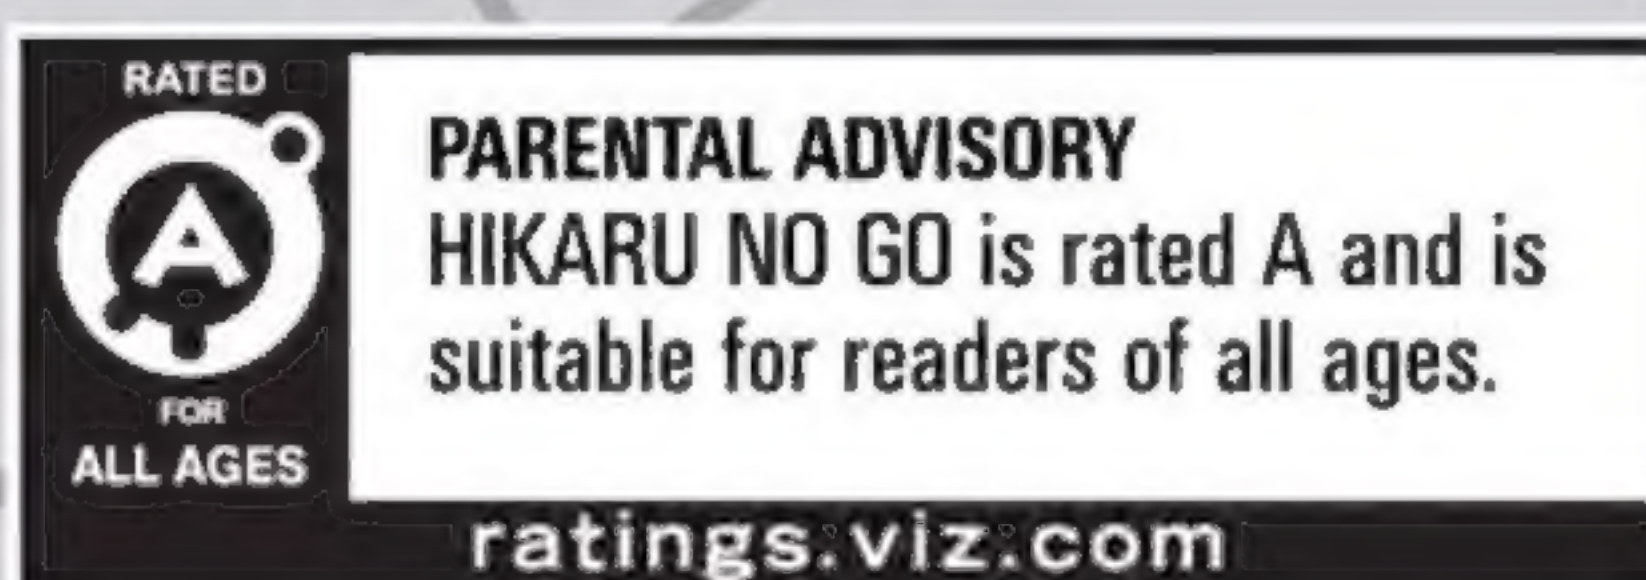 RATED
A
FOR
ALL AGES
PARENTAL ADVISORY
HIKARU NO GO is rated A and is
suitable for readers of all ages.
ratings.viz.com